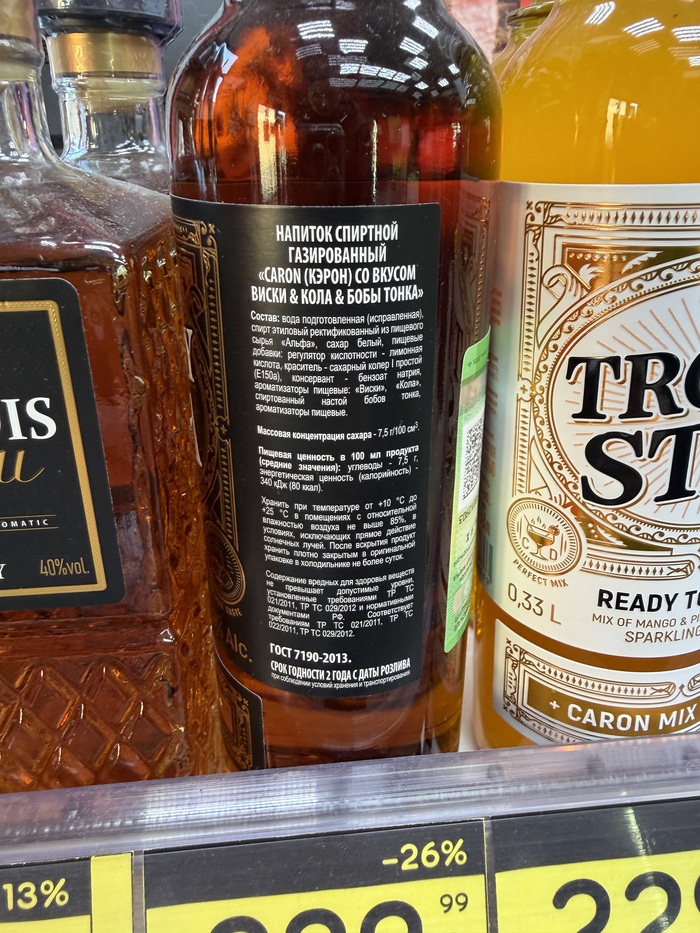 НАПИТОК СПИРТНОЙ
ГАЗИРОВАННЫЙ
«CARON (КЭРОН) СО ВКУСОМ
ВИСКИ & КОЛА & БОБЫ ТОНКА»
Состав: вода подготовленная (исправленная),
спирт этиловый ректификованный из пищевого
сырья «Альфа», сахар белый, пищевые
добавки: регулятор кислотности - лимонная
кислота, краситель - сахарный колер I простой
(Е150а), консервант - бензоат натрия,
ароматизаторы пищевые: «Виски», «Кола»,
спиртованный настой бобов тонка,
ароматизаторы пищевые.
Массовая концентрация сахара - 7,5 г/100 см³
Пищевая ценность в 100 мл продукта
(средние значения): углеводы - 7,5 г,
энергетическая ценность (калорийность) -
340 кДж (80 ккал).
Хранить при температуре от +10 °С до
+25 °С в помещениях с относительной
влажностью воздуха не выше 85%, в
условиях, исключающих прямое действие
солнечных лучей. После вскрытия продукт
хранить плотно закрытым в оригинальной
упаковке в холодильнике не более суток.
Содержание вредных для здоровья веществ
не превышает допустимые уровни,
установленные требованиями ТР ТС
021/2011, ТР ТС 029/2012 и нормативными
документами РФ. Соответствует
требованиям ТР ТС 021/2011, ТР ТС
022/2011, ТР ТС 029/2012.
ГОСТ 7190-2013.
СРОК ГОДНОСТИ 2 ГОДА С ДАТЫ РОЗЛИВА
при соблюдении условий хранения и транспортирования
OIS
OMATIC
Y
40%vol.
ALC.
TRO
ST
C D
PERFECT MIX
0,33 L
READY TO
MIX OF MANGO & P
SPARKLING
+ CARON MIX
13%
-26%
99
229